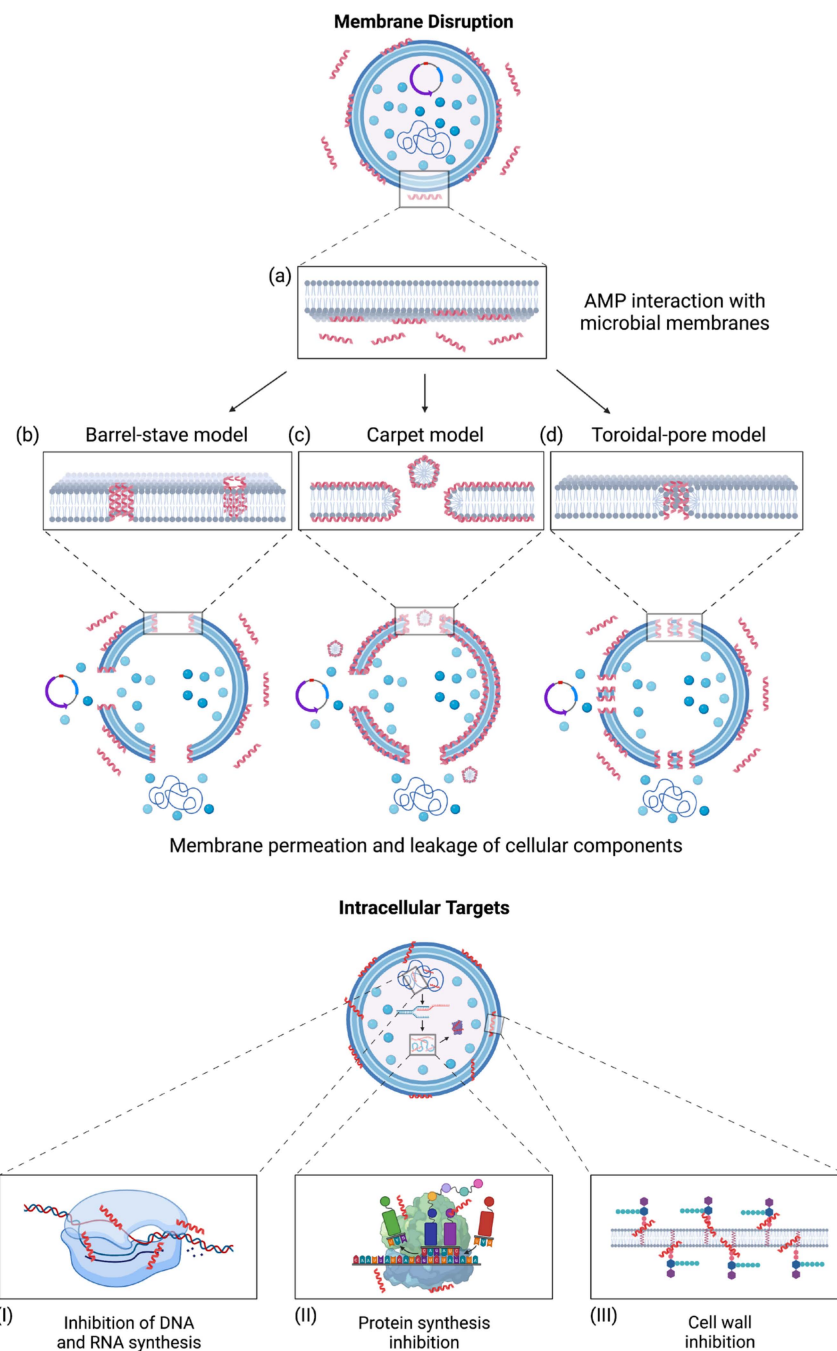 Membrane Disruption
(a)
AMP interaction with
microbial membranes
(b) Barrel-stave model
(c) Carpet model
(d) Toroidal-pore model
Membrane permeation and leakage of cellular components
Intracellular Targets
(I) Inhibition of DNA
and RNA synthesis
(II) Protein synthesis
inhibition
(III) Cell wall
inhibition